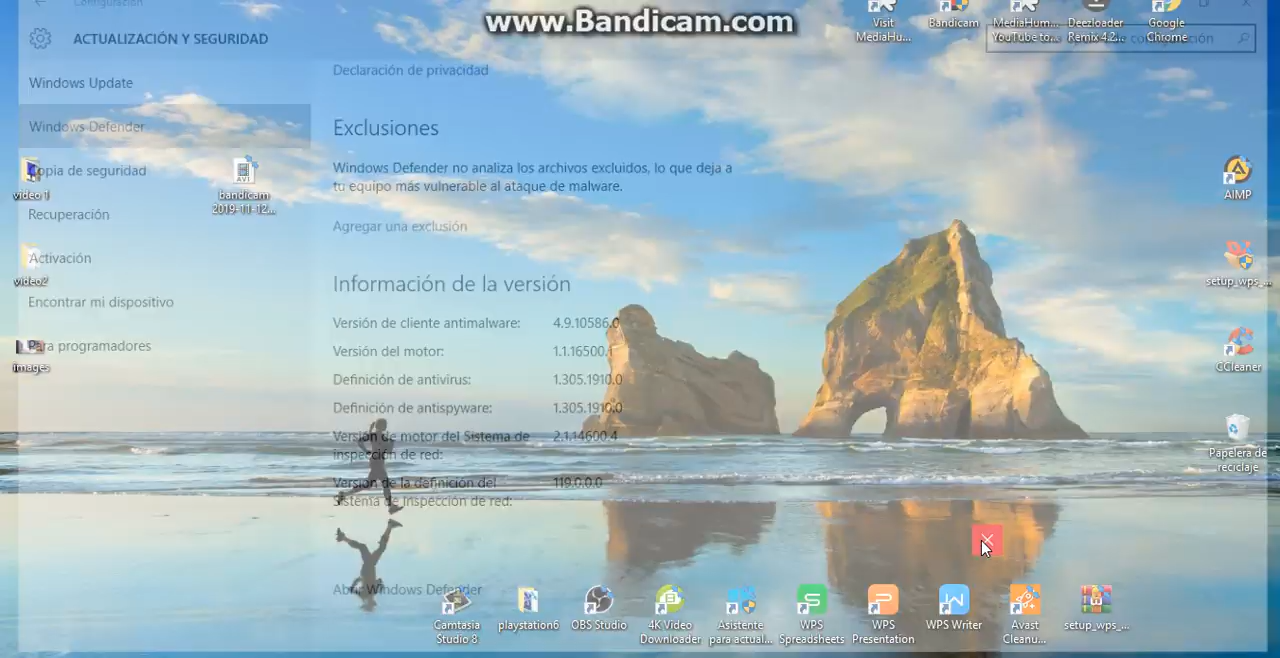 www.Bandicam.com
Configuración
ACTUALIZACIÓN Y SEGURIDAD
Visit
MediaHu...
Bandicam
MediaHum...
YouTube to...
Deezloader
Remix 4.2...
Google
Chrome
configuración
Windows Update
Windows Defender
Copia de seguridad
Recuperación
Activación
Encontrar mi dispositivo
Para programadores
video 1
video2
images
AVI
bandicam
2019-11-12...
Declaración de privacidad
Exclusiones
Windows Defender no analiza los archivos excluidos, lo que deja a
tu equipo más vulnerable al ataque de malware.
Agregar una exclusión
Información de la versión
Versión de cliente antimalware: 4.9.10586.0
Versión del motor: 1.1.16500.1
Definición de antivirus: 1.305.1910.0
Definición de antispyware: 1.305.1910.0
Versión de motor del Sistema de 2.1.14600.4
inspección de red:
Versión de la definición del 119.0.0.0
Sistema de Inspección de red:
Abrir Windows Defender
AIMP
setup_wps_...
CCleaner
Papelera de
reciclaje
Camtasia
Studio 8
playstation6
OBS Studio
4K Video
Downloader
Asistente
para actual...
WPS
Spreadsheets
WPS
Presentation
WPS Writer
Avast
Cleanu...
setup_wps_...